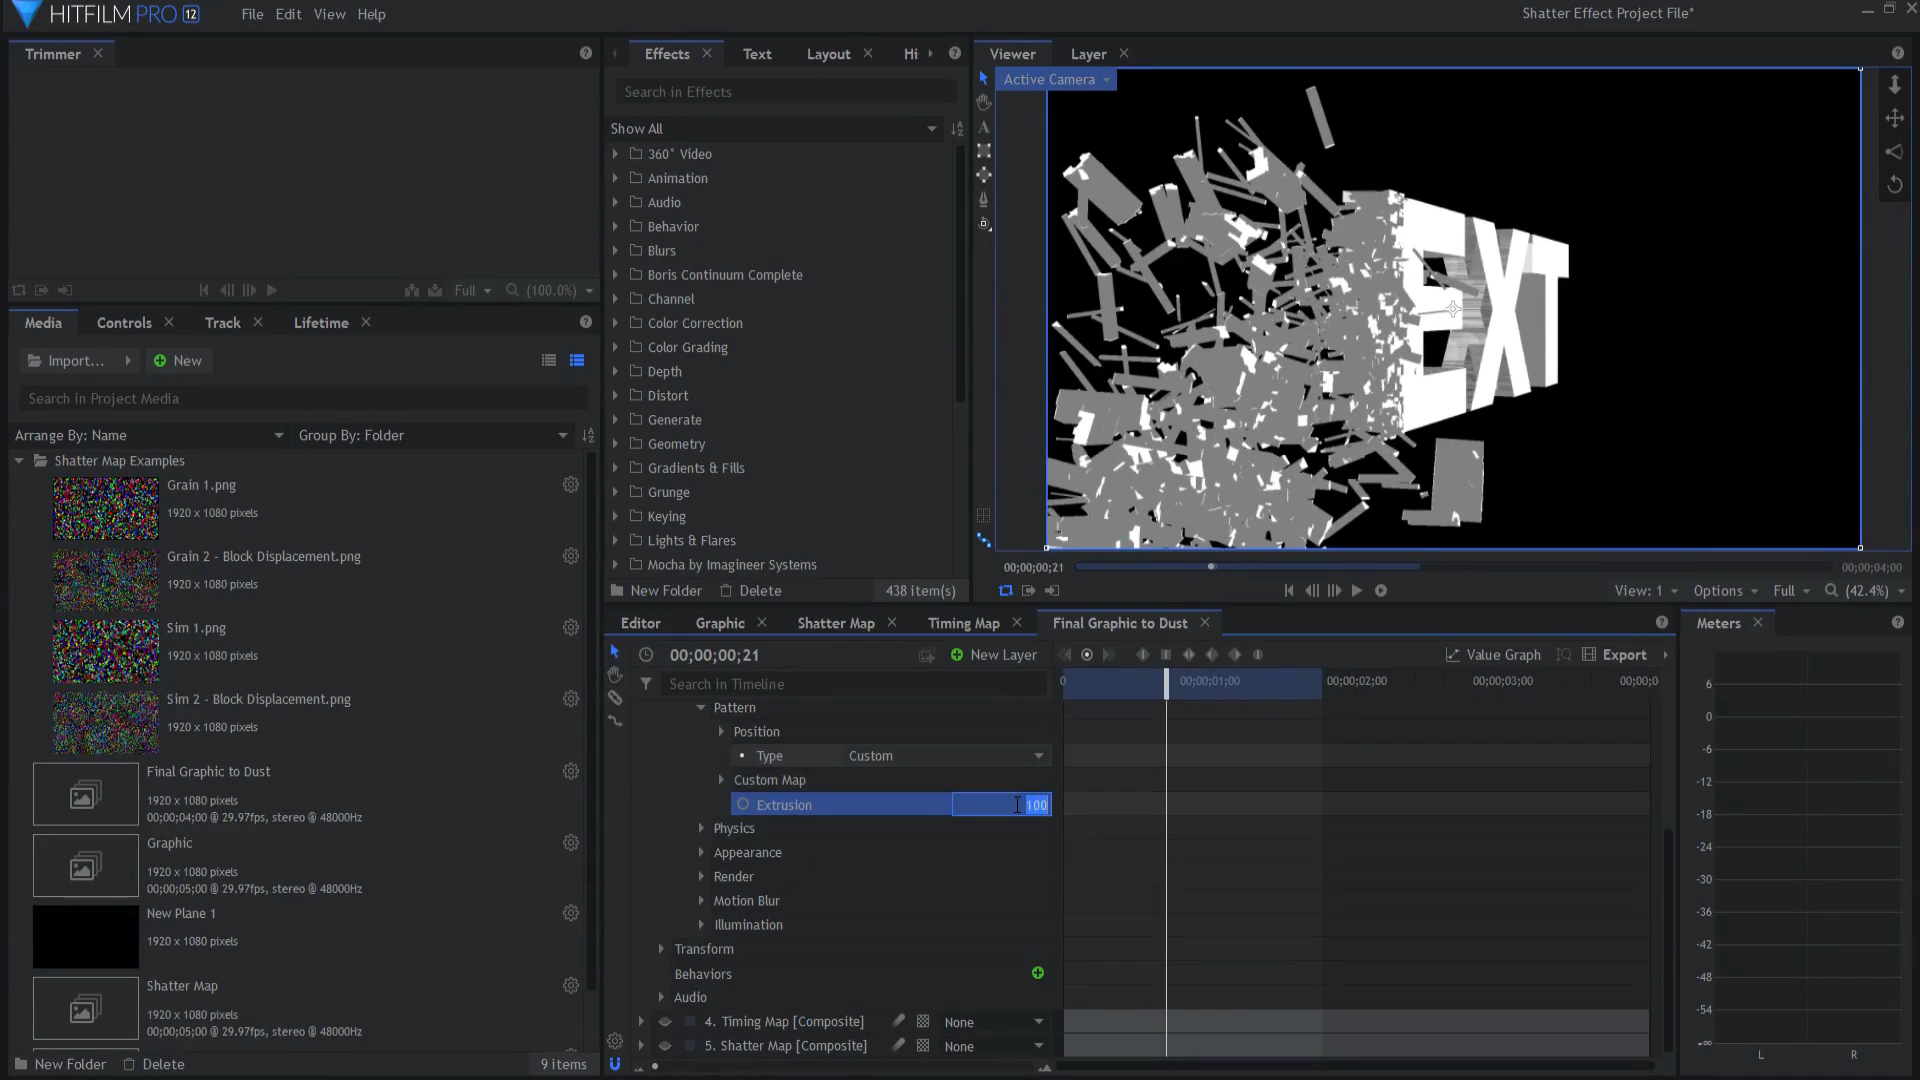 HITFILM PRO 12
File Edit View Help
Shatter Effect Project File*
Trimmer
Full (100.0%)
Media Controls Track Lifetime
Import... New
Search in Project Media
Arrange By: Name Group By: Folder
Shatter Map Examples
Grain 1.png
1920 x 1080 pixels
Grain 2 - Block Displacement.png
1920 x 1080 pixels
Sim 1.png
1920 x 1080 pixels
Sim 2 - Block Displacement.png
1920 x 1080 pixels
Final Graphic to Dust
1920 x 1080 pixels
00;00;04;00 @ 29.97fps, stereo @ 48000Hz
Graphic
1920 x 1080 pixels
00;00;05;00 @ 29.97fps, stereo @ 48000Hz
New Plane 1
1920 x 1080 pixels
Shatter Map
1920 x 1080 pixels
00;00;05;00 @ 29.97fps, stereo @ 48000Hz
New Folder Delete 9 items
Effects Text Layout Hi
Search in Effects
Show All
360° Video
Animation
Audio
Behavior
Blurs
Boris Continuum Complete
Channel
Color Correction
Color Grading
Depth
Distort
Generate
Geometry
Gradients & Fills
Grunge
Keying
Lights & Flares
Mocha by Imagineer Systems
New Folder Delete 438 item(s)
Viewer Layer
Active Camera
EXT
00;00;00;21 00;00;04;00
View: 1 Options Full (42.4%)
Editor Graphic Shatter Map Timing Map Final Graphic to Dust
00;00;00;21 New Layer Value Graph Export
Search in Timeline
0 00;00;01;00 00;00;02;00 00;00;03;00 00;00;0
Pattern
Position
Type Custom
Custom Map
Extrusion 100
Physics
Appearance
Render
Motion Blur
Illumination
Transform
Behaviors
Audio
4. Timing Map [Composite] None
5. Shatter Map [Composite] None
Meters
6
0
-6
-12
-18
-24
-30
-36
-42
-48
-54
-∞
L R